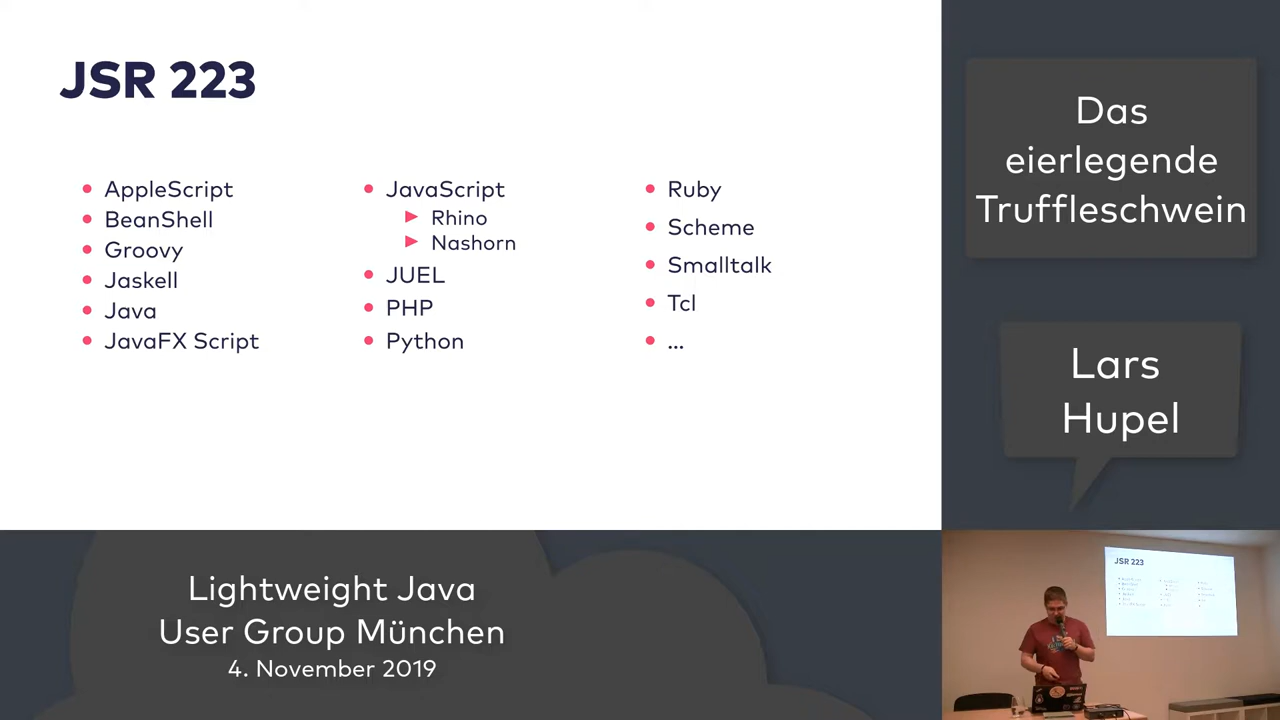 JSR 223
AppleScript
BeanShell
Groovy
Jaskell
Java
JavaFX Script
JavaScript
Rhino
Nashorn
JUEL
PHP
Python
Ruby
Scheme
Smalltalk
Tcl
...
Das
eierlegende
Truffleschwein
Lars
Hupel
Lightweight Java
User Group München
4. November 2019
JSR 223